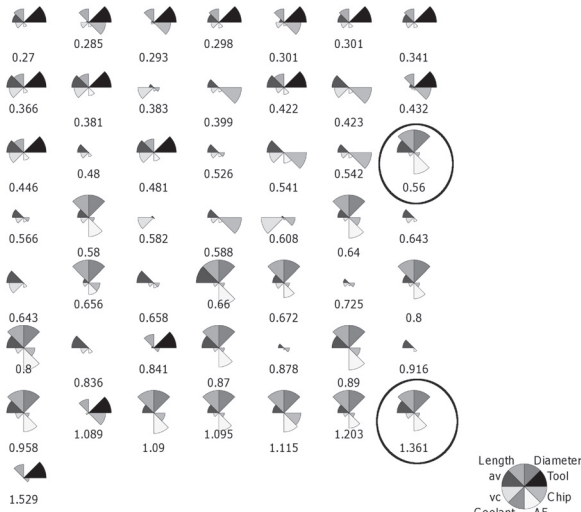 0.27 0.285 0.293 0.298 0.301 0.301 0.341
0.366 0.381 0.383 0.399 0.422 0.423 0.432
0.446 0.48 0.481 0.526 0.541 0.542 0.56
0.566 0.58 0.582 0.588 0.608 0.64 0.643
0.643 0.656 0.658 0.66 0.672 0.725 0.8
0.8 0.836 0.841 0.87 0.878 0.89 0.916
0.958 1.089 1.09 1.095 1.115 1.203 1.361
1.529
Length Diameter
av Tool
vc Chip
Coolant AE